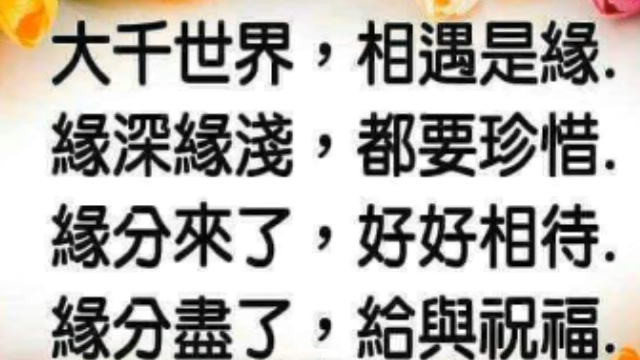 大千世界，相遇是緣.
緣深緣淺，都要珍惜.
緣分來了，好好相待.
緣分盡了，給與祝福.